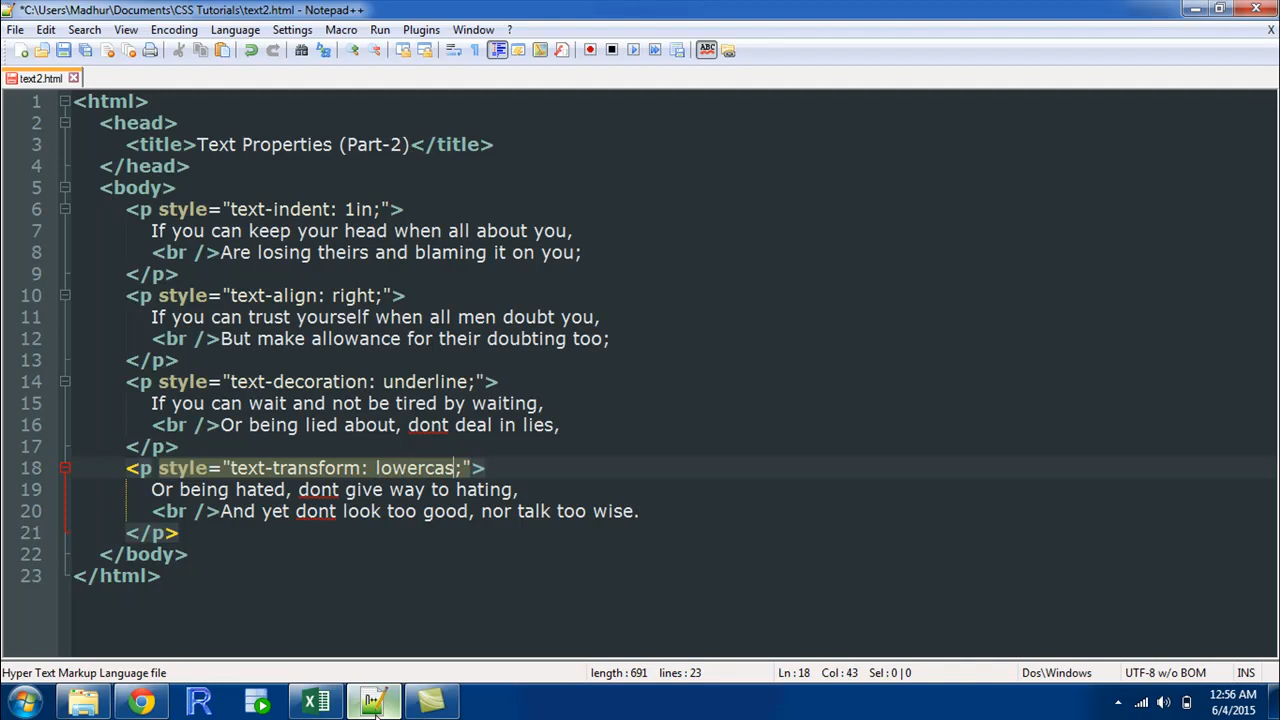 *C:\Users\Madhur\Documents\CSS Tutorials\text2.html - Notepad++
File Edit Search View Encoding Language Settings Macro Run Plugins Window ? X
text2.html
1 <html>
2 <head>
3 <title>Text Properties (Part-2)</title>
4 </head>
5 <body>
6 <p style="text-indent: 1in;">
7 If you can keep your head when all about you,
8 <br />Are losing theirs and blaming it on you;
9 </p>
10 <p style="text-align: right;">
11 If you can trust yourself when all men doubt you,
12 <br />But make allowance for their doubting too;
13 </p>
14 <p style="text-decoration: underline;">
15 If you can wait and not be tired by waiting,
16 <br />Or being lied about, dont deal in lies,
17 </p>
18 <p style="text-transform: lowercas;">
19 Or being hated, dont give way to hating,
20 <br />And yet dont look too good, nor talk too wise.
21 </p>
22 </body>
23 </html>
Hyper Text Markup Language file length : 691 lines : 23 Ln : 18 Col : 43 Sel : 0 | 0 Dos\Windows UTF-8 w/o BOM INS
12:56 AM
6/4/2015